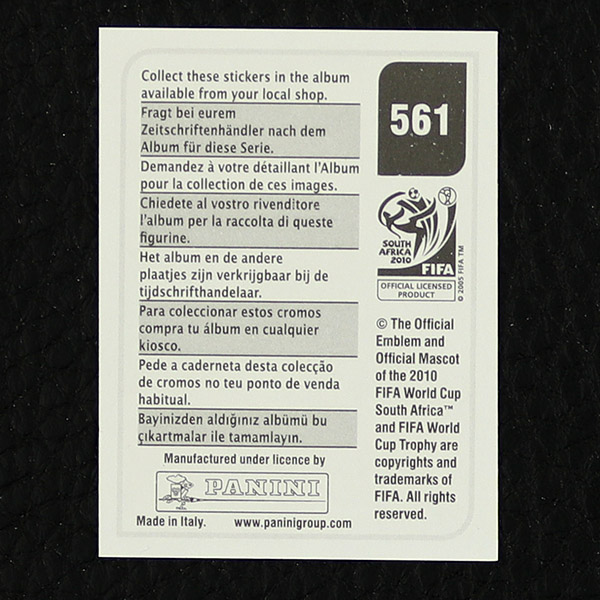 Collect these stickers in the album
available from your local shop.
Fragt bei eurem
Zeitschriftenhändler nach dem
Album für diese Serie.
Demandez à votre détaillant l'Album
pour la collection de ces images.
Chiedete al vostro rivenditore
l'album per la raccolta di queste
figurine.
Het album en de andere
plaatjes zijn verkrijgbaar bij de
tijdschrifthandelaar.
Para coleccionar estos cromos
compra tu álbum en cualquier
kiosco.
Pede a caderneta desta colecção
de cromos no teu ponto de venda
habitual.
Bayinizden aldığınız albümü bu
çıkartmalar ile tamamlayın.
Manufactured under licence by
PANINI
Made in Italy. www.paninigroup.com
561
SOUTH
AFRICA
2010
FIFA
OFFICIAL LICENSED
PRODUCT
© 2005 FIFA TM
© The Official
Emblem and
Official Mascot
of the 2010
FIFA World Cup
South Africa™
and FIFA World
Cup Trophy are
copyrights and
trademarks of
FIFA. All rights
reserved.